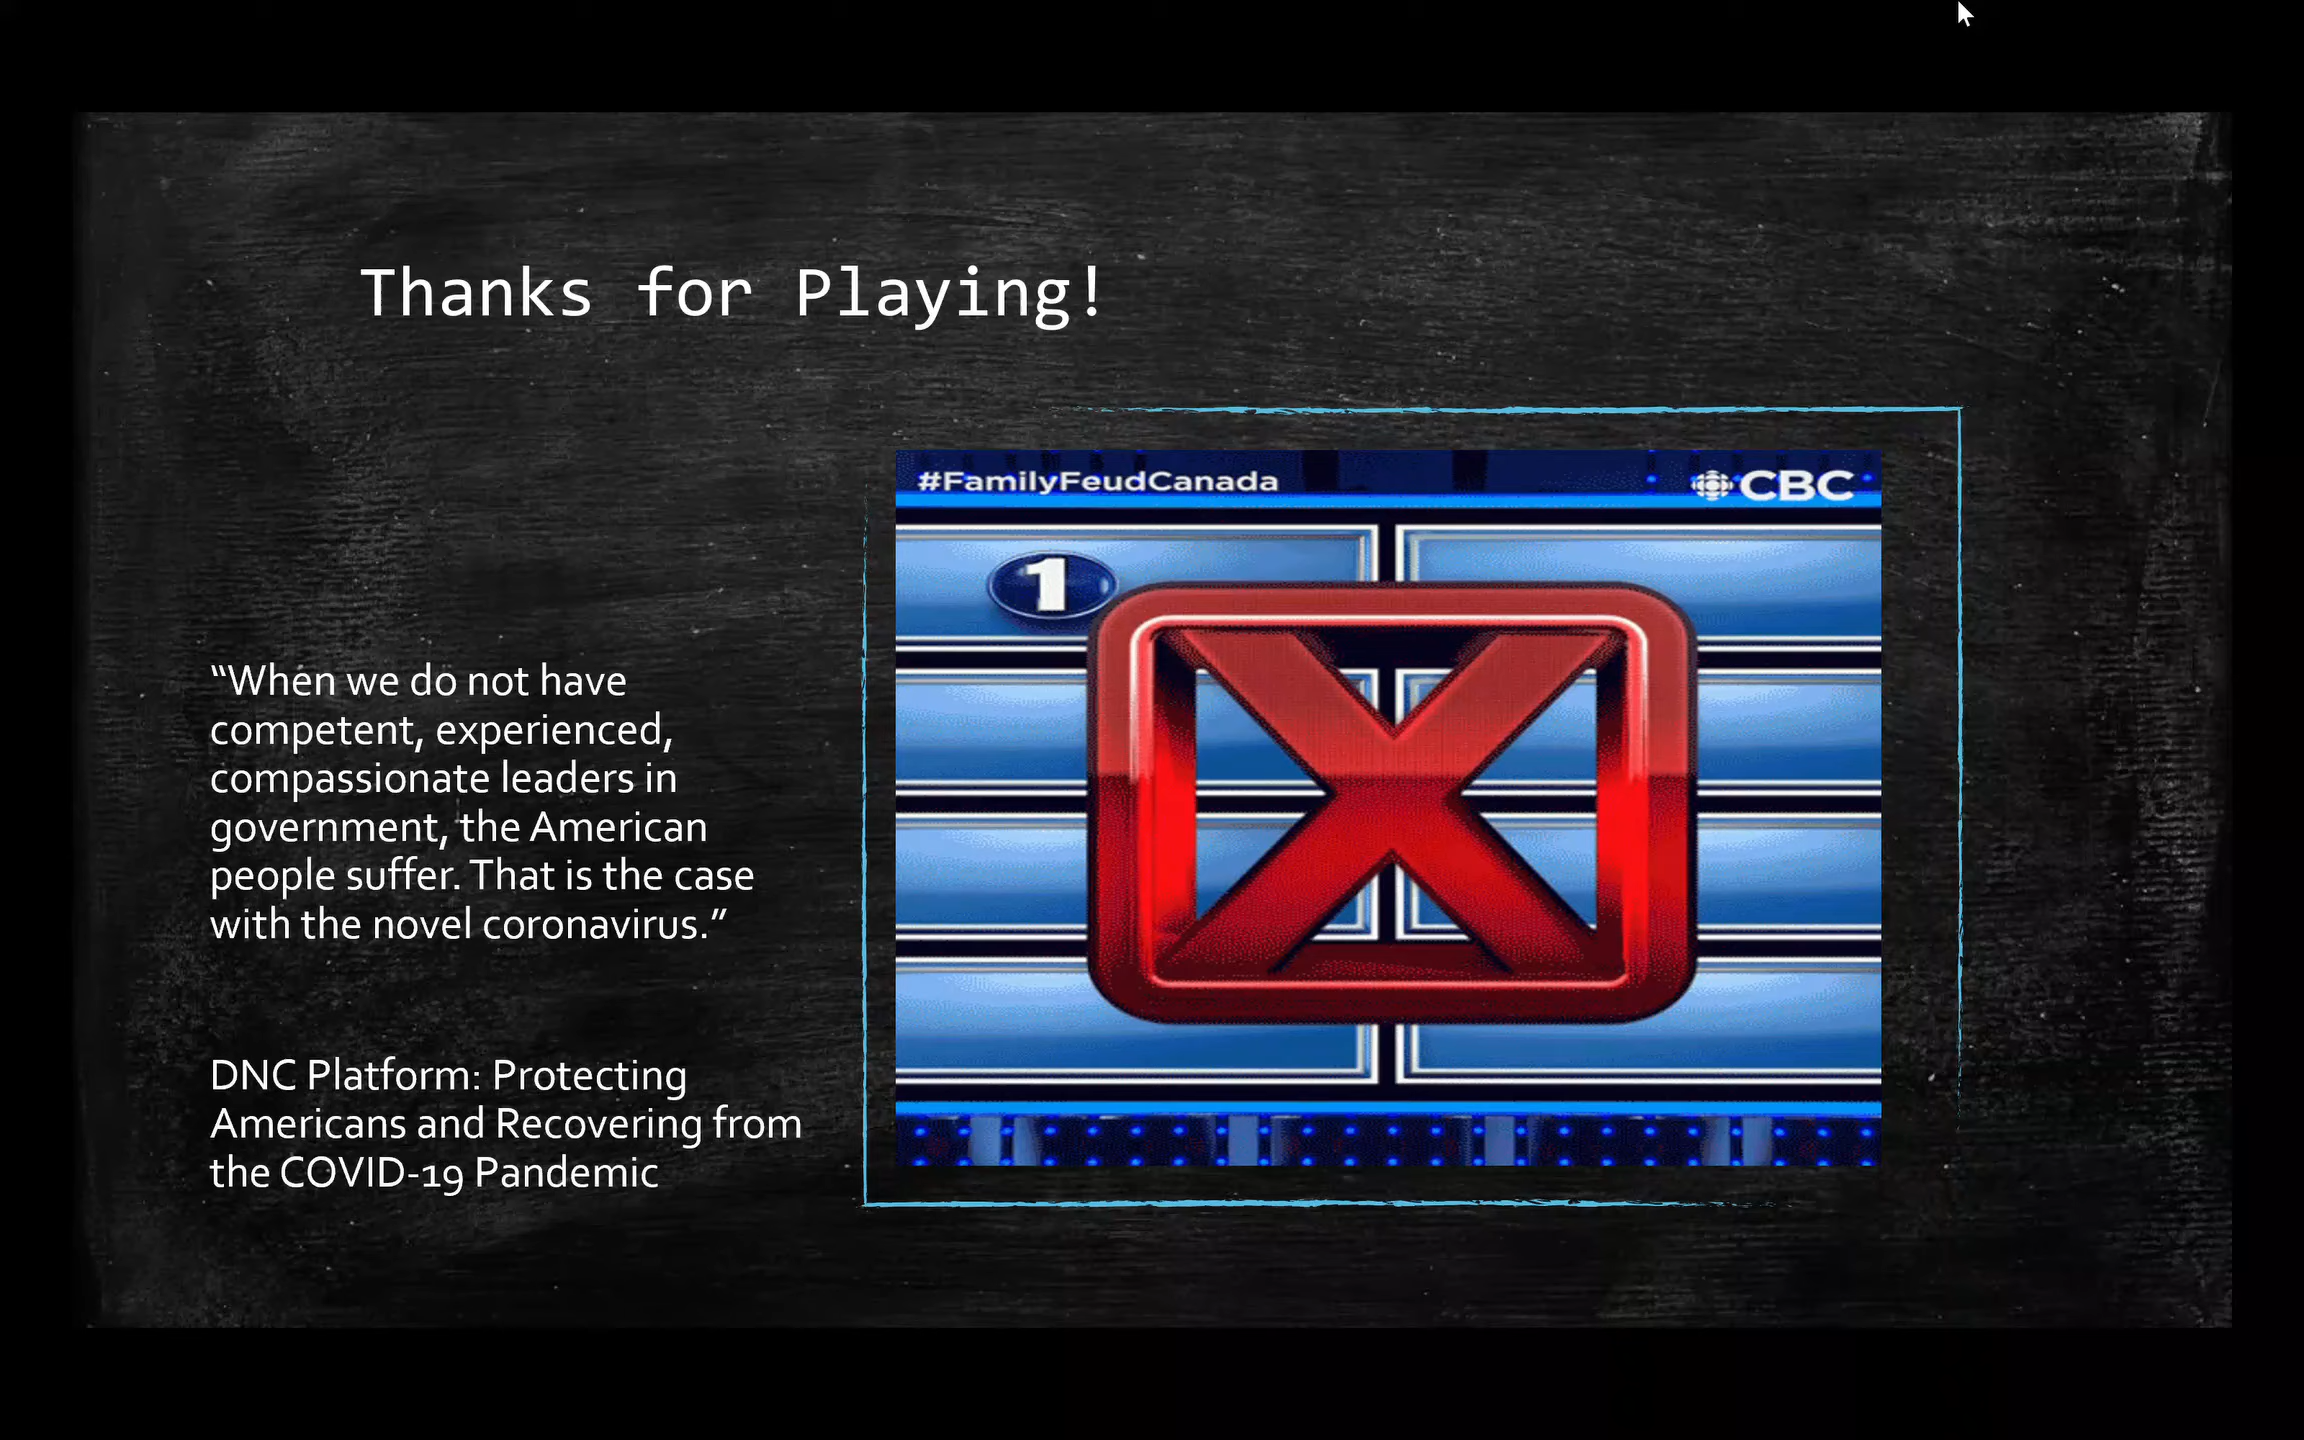 Thanks for Playing!
#FamilyFeudCanada
CBC
1
X
“When we do not have
competent, experienced,
compassionate leaders in
government, the American
people suffer. That is the case
with the novel coronavirus.”
DNC Platform: Protecting
Americans and Recovering from
the COVID-19 Pandemic